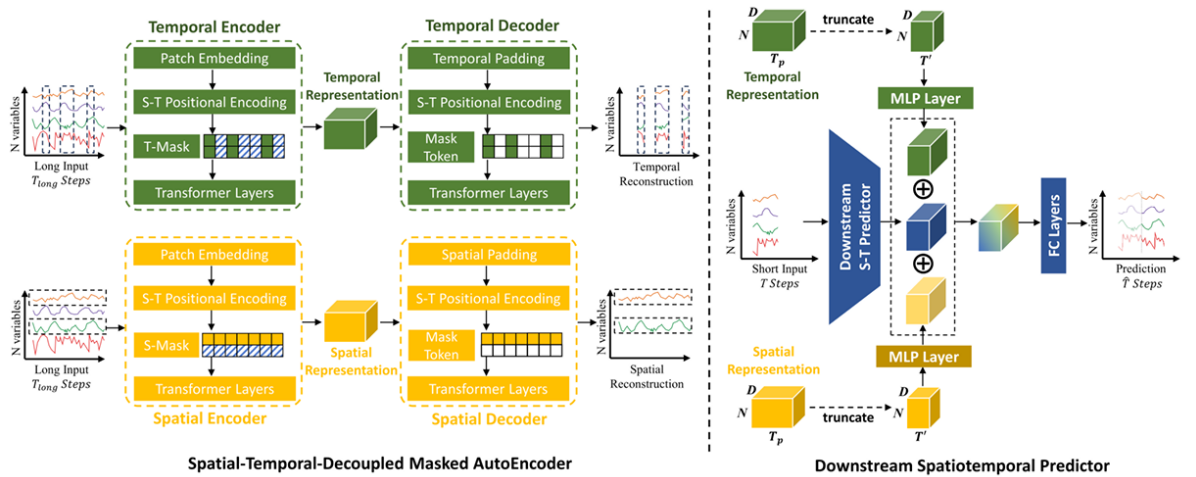 Temporal Encoder
Patch Embedding
S-T Positional Encoding
T-Mask
Transformer Layers
N variables
Long Input
T_long Steps
Temporal
Representation
Temporal Decoder
Temporal Padding
S-T Positional Encoding
Mask
Token
Transformer Layers
N variables
Temporal
Reconstruction
Patch Embedding
S-T Positional Encoding
S-Mask
Transformer Layers
Spatial Encoder
N variables
Long Input
T_long Steps
Spatial
Representation
Spatial Padding
S-T Positional Encoding
Mask
Token
Transformer Layers
Spatial Decoder
N variables
Spatial
Reconstruction
Spatial-Temporal-Decoupled Masked AutoEncoder
D
N
T_p
truncate
D
N
T'
Temporal
Representation
MLP Layer
N variables
Short Input
T Steps
Downstream
S-T Predictor
FC Layers
N variables
Prediction
T̂ Steps
MLP Layer
Spatial
Representation
D
N
T_p
truncate
D
N
T'
Downstream Spatiotemporal Predictor